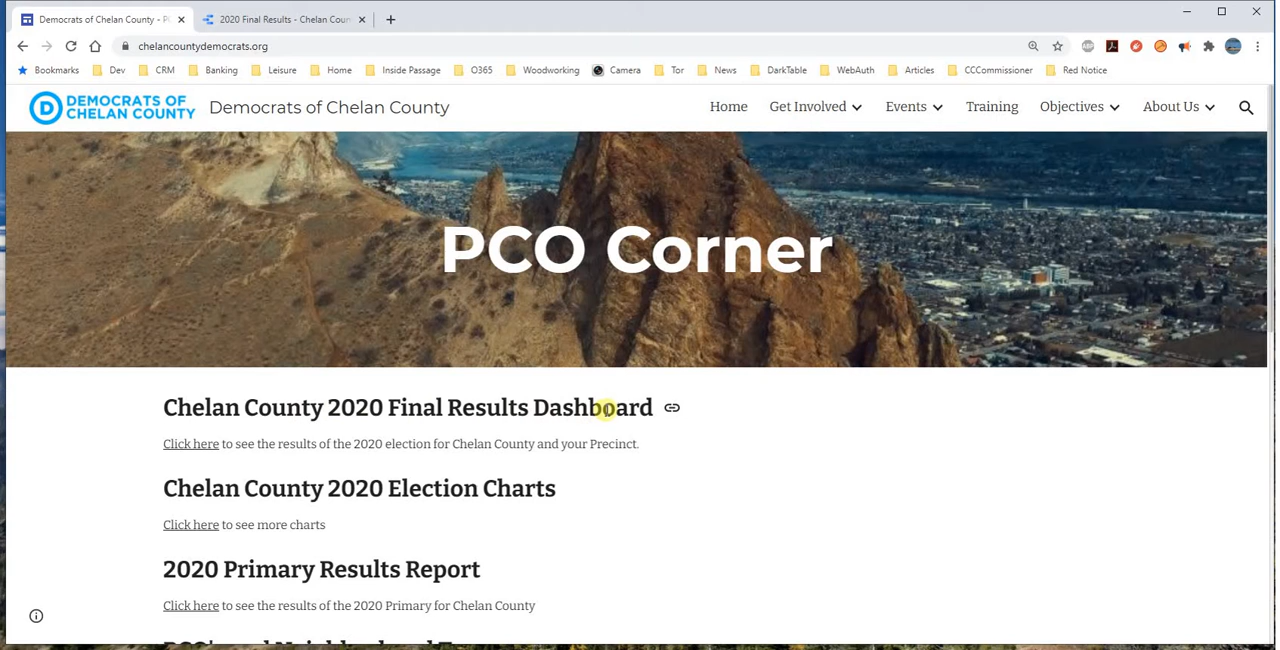 Democrats of Chelan County - P
2020 Final Results - Chelan Coun
chelancountydemocrats.org
Bookmarks Dev CRM Banking Leisure Home Inside Passage O365 Woodworking Camera Tor News DarkTable WebAuth Articles CCCommissioner Red Notice
DEMOCRATS OF
CHELAN COUNTY
Democrats of Chelan County
Home Get Involved Events Training Objectives About Us
PCO Corner
Chelan County 2020 Final Results Dashboard
Click here to see the results of the 2020 election for Chelan County and your Precinct.
Chelan County 2020 Election Charts
Click here to see more charts
2020 Primary Results Report
Click here to see the results of the 2020 Primary for Chelan County